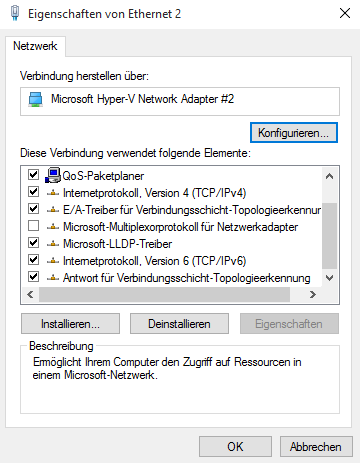 Eigenschaften von Ethernet 2
Netzwerk
Verbindung herstellen über:
Microsoft Hyper-V Network Adapter #2
Konfigurieren...
Diese Verbindung verwendet folgende Elemente:
QoS-Paketplaner
Internetprotokoll, Version 4 (TCP/IPv4)
E/A-Treiber für Verbindungsschicht-Topologieerkennur
Microsoft-Multiplexorprotokoll für Netzwerkadapter
Microsoft-LLDP-Treiber
Internetprotokoll, Version 6 (TCP/IPv6)
Antwort für Verbindungsschicht-Topologieerkennung
Installieren...
Deinstallieren
Eigenschaften
Beschreibung
Ermöglicht Ihrem Computer den Zugriff auf Ressourcen in
einem Microsoft-Netzwerk.
OK
Abbrechen